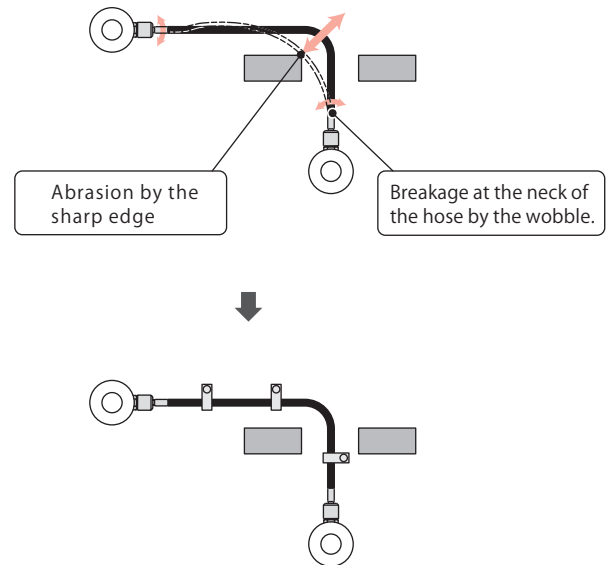 Abrasion by the
sharp edge
Breakage at the neck of
the hose by the wobble.